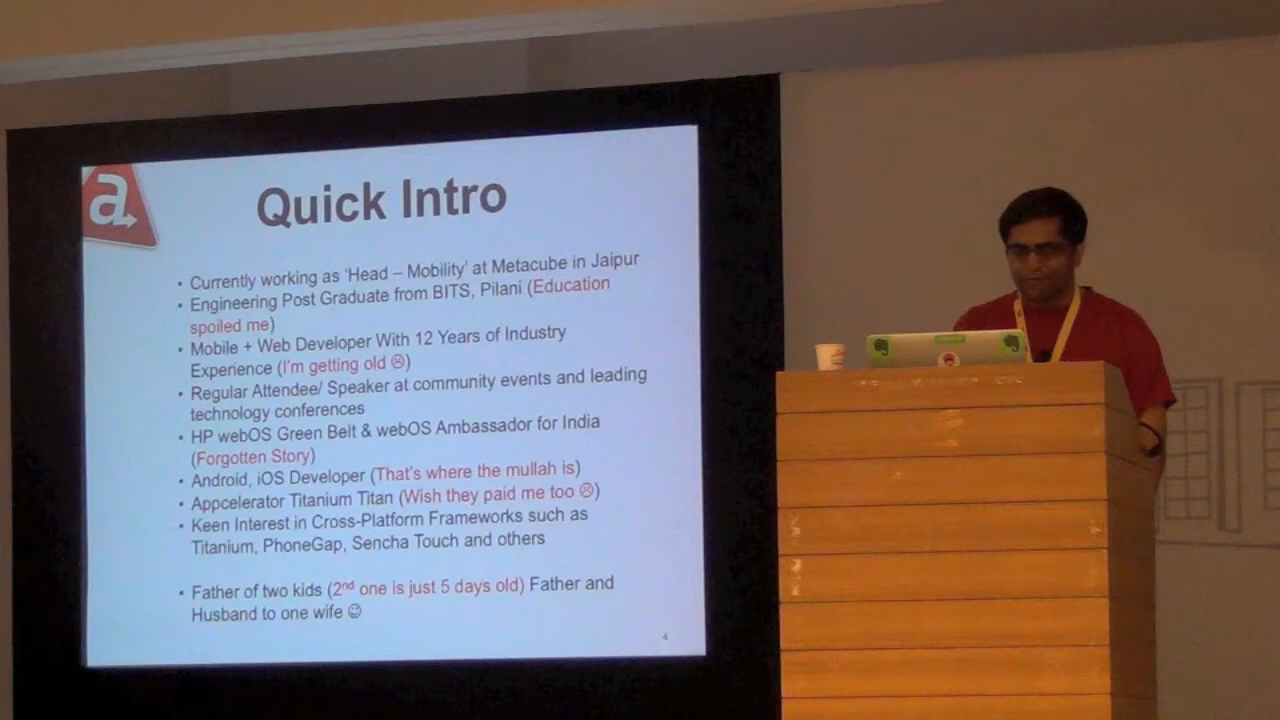 a
Quick Intro
• Currently working as 'Head – Mobility' at Metacube in Jaipur
• Engineering Post Graduate from BITS, Pilani (Education
spoiled me)
• Mobile + Web Developer With 12 Years of Industry
Experience (I'm getting old ☹)
• Regular Attendee/ Speaker at community events and leading
technology conferences
• HP webOS Green Belt & webOS Ambassador for India
(Forgotten Story)
• Android, iOS Developer (That's where the mullah is)
• Appcelerator Titanium Titan (Wish they paid me too ☹)
• Keen Interest in Cross-Platform Frameworks such as
Titanium, PhoneGap, Sencha Touch and others
• Father of two kids (2nd one is just 5 days old) Father and
Husband to one wife ☺
4